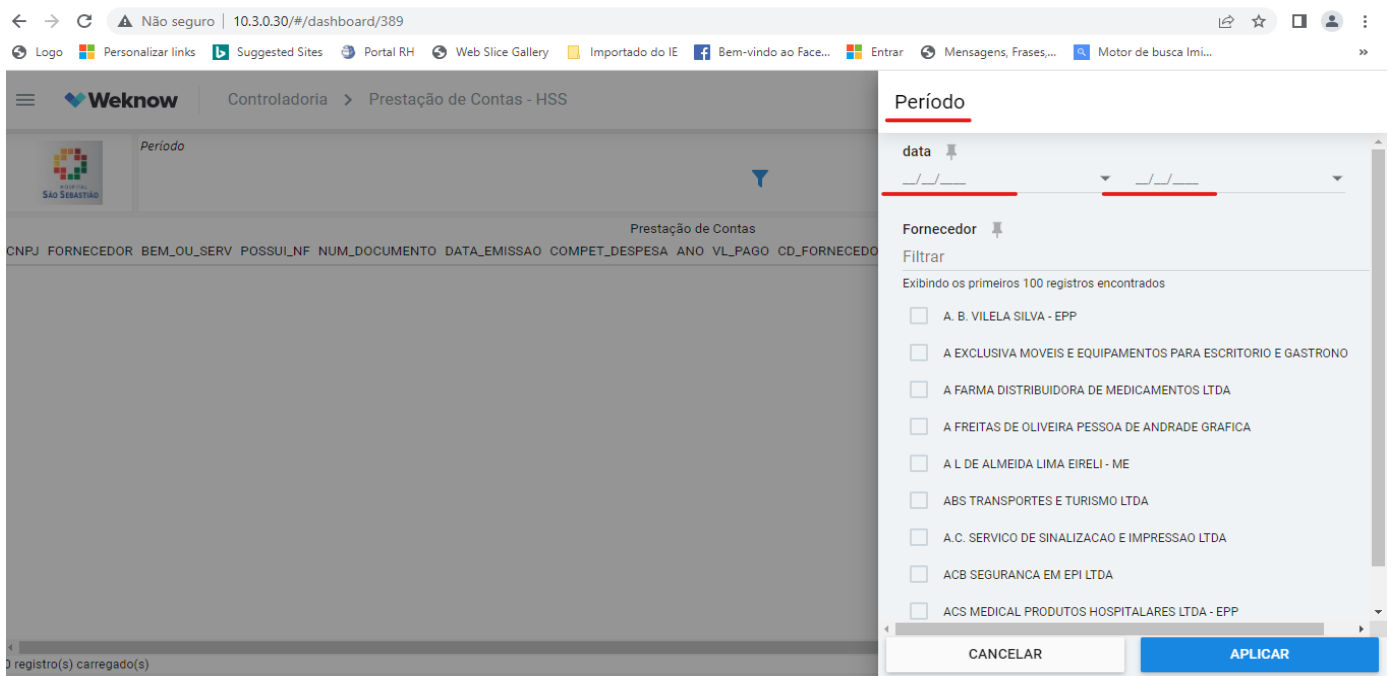 Não seguro | 10.3.0.30/#/dashboard/389
Logo Personalizar links Suggested Sites Portal RH Web Slice Gallery Importado do IE Bem-vindo ao Face... Entrar Mensagens, Frases,... Motor de busca Imi... »
Weknow Controladoria > Prestação de Contas - HSS
Período
HOSPITAL
SÃO SEBASTIÃO
Prestação de Contas
CNPJ FORNECEDOR BEM_OU_SERV POSSUI_NF NUM_DOCUMENTO DATA_EMISSAO COMPET_DESPESA ANO VL_PAGO CD_FORNECEDO
0 registro(s) carregado(s)
Período
data
__/__/____ __/__/____
Fornecedor
Filtrar
Exibindo os primeiros 100 registros encontrados
A. B. VILELA SILVA - EPP
A EXCLUSIVA MOVEIS E EQUIPAMENTOS PARA ESCRITORIO E GASTRONO
A FARMA DISTRIBUIDORA DE MEDICAMENTOS LTDA
A FREITAS DE OLIVEIRA PESSOA DE ANDRADE GRAFICA
A L DE ALMEIDA LIMA EIRELI - ME
ABS TRANSPORTES E TURISMO LTDA
A.C. SERVICO DE SINALIZACAO E IMPRESSAO LTDA
ACB SEGURANCA EM EPI LTDA
ACS MEDICAL PRODUTOS HOSPITALARES LTDA - EPP
CANCELAR APLICAR